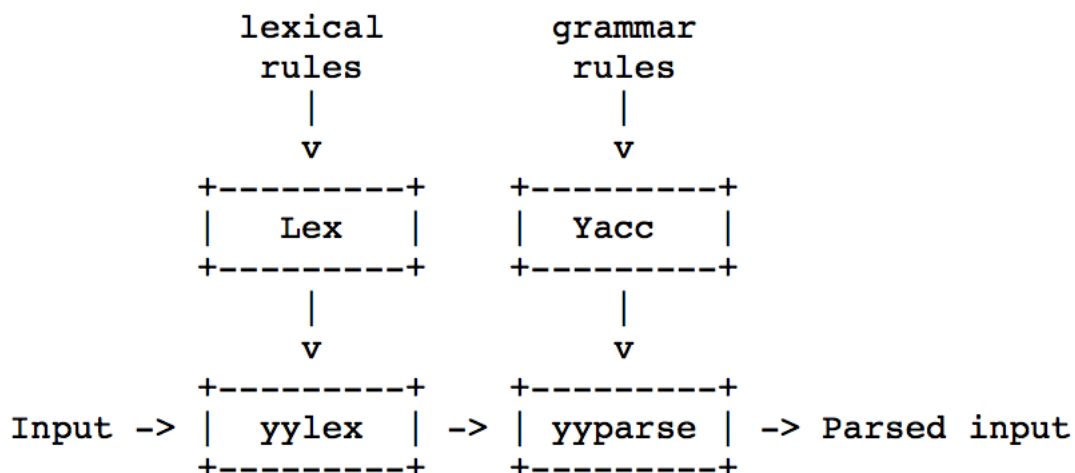 lexical        grammar
rules          rules
|              |
v              v
+---------+    +---------+
|   Lex   |    |  Yacc   |
+---------+    +---------+
|              |
v              v
+---------+    +---------+
Input -> |  yylex  | -> | yyparse | -> Parsed input
+---------+    +---------+